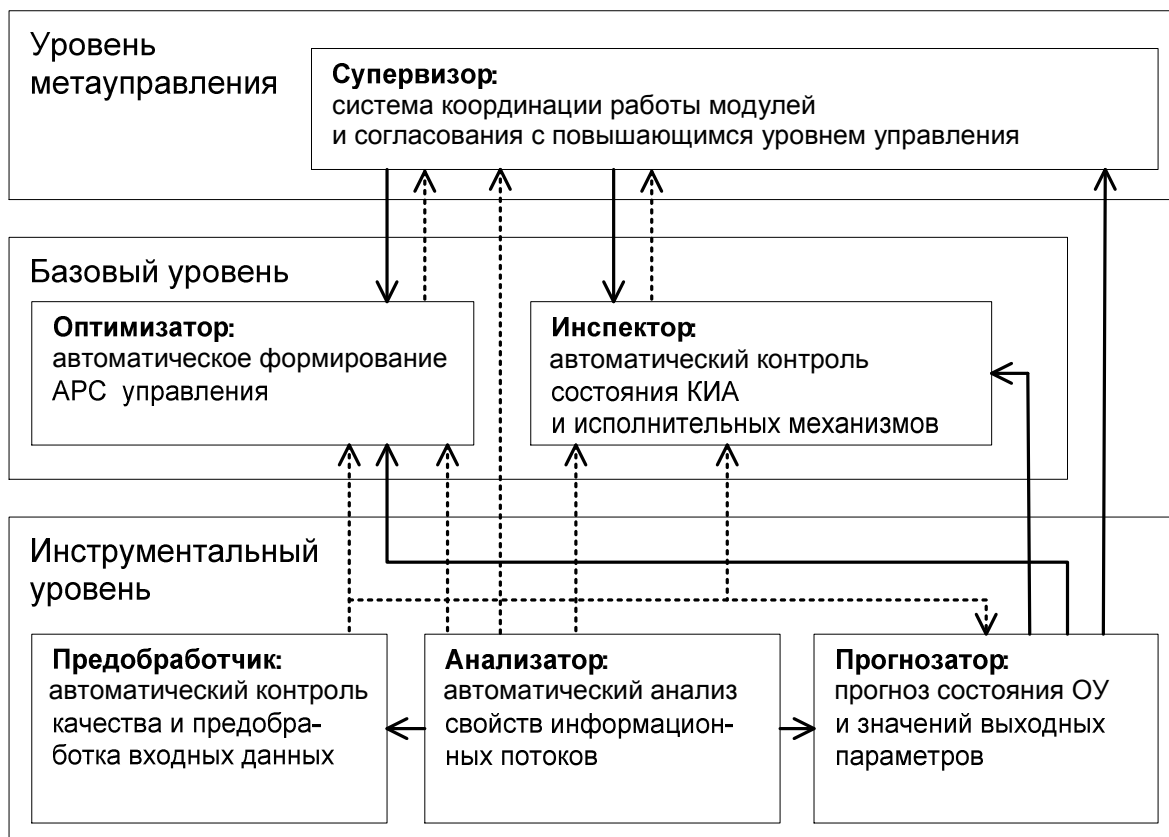 Уровень
метауправления
Супервизор:
система координации работы модулей
и согласования с повышающимся уровнем управления
Базовый уровень
Оптимизатор:
автоматическое формирование
АРС управления
Инспектор:
автоматический контроль
состояния КИА
и исполнительных механизмов
Инструментальный
уровень
Предобработчик:
автоматический контроль
качества и предобра-
ботка входных данных
Анализатор:
автоматический анализ
свойств информацион-
ных потоков
Прогнозатор:
прогноз состояния ОУ
и значений выходных
параметров